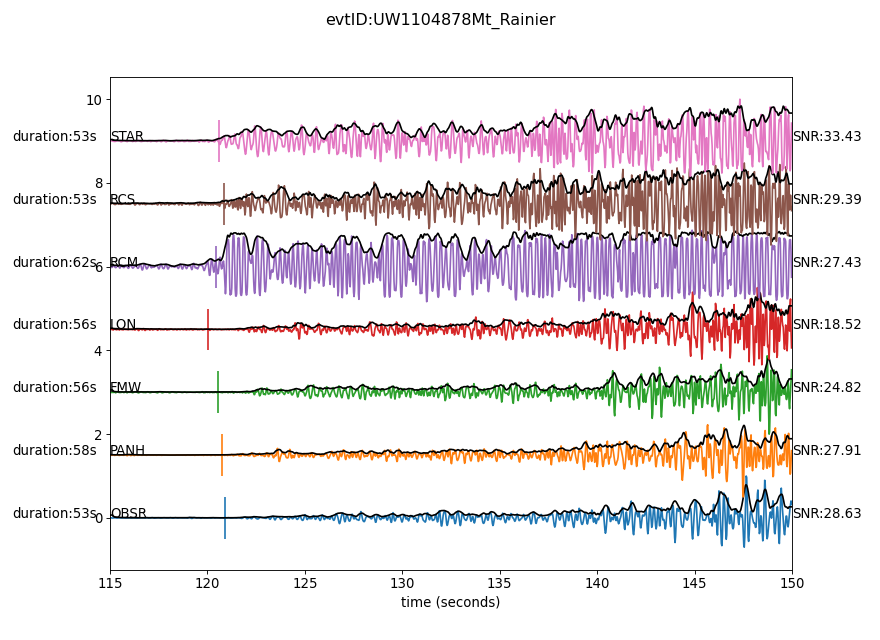 evtID:UW1104878Mt_Rainier
10
duration:53s STAR SNR:33.43
8
duration:53s RCS SNR:29.39
duration:62s RCM SNR:27.43
6
duration:56s LON SNR:18.52
4
duration:56s FMW SNR:24.82
2
duration:58s PANH SNR:27.91
duration:53s OBSR SNR:28.63
0
115 120 125 130 135 140 145 150
time (seconds)